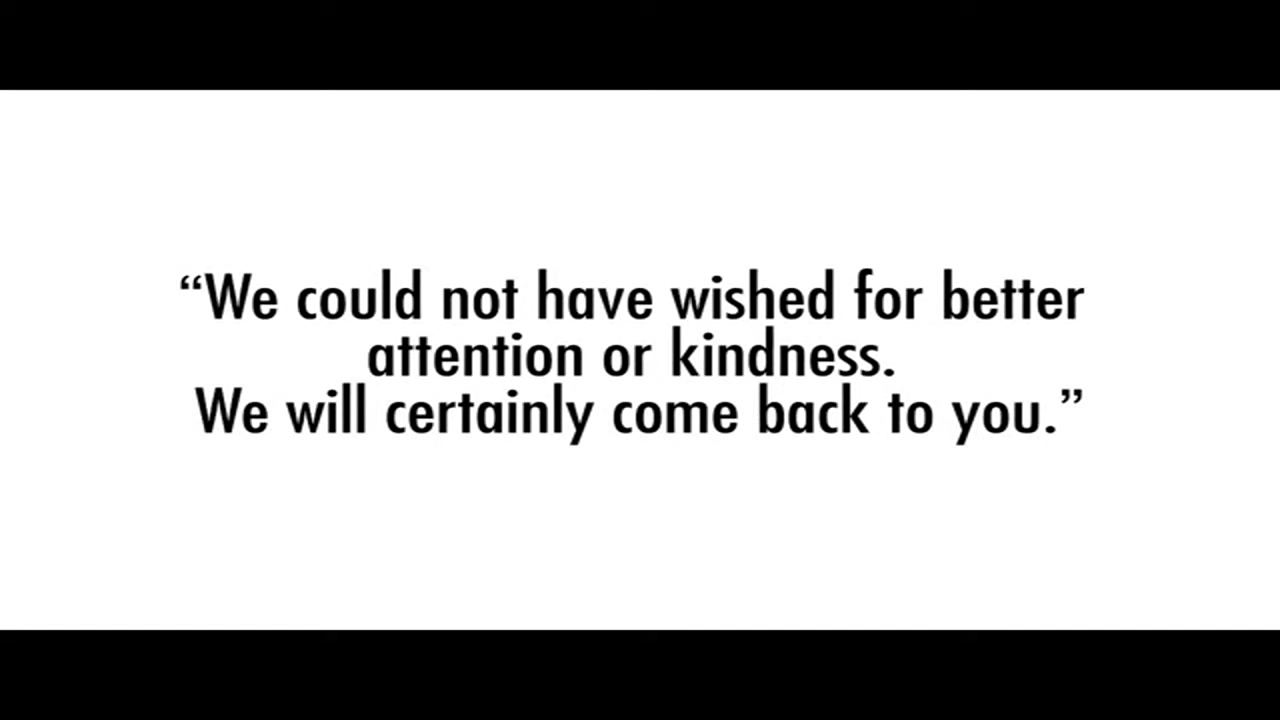 “We could not have wished for better
attention or kindness.
We will certainly come back to you.”